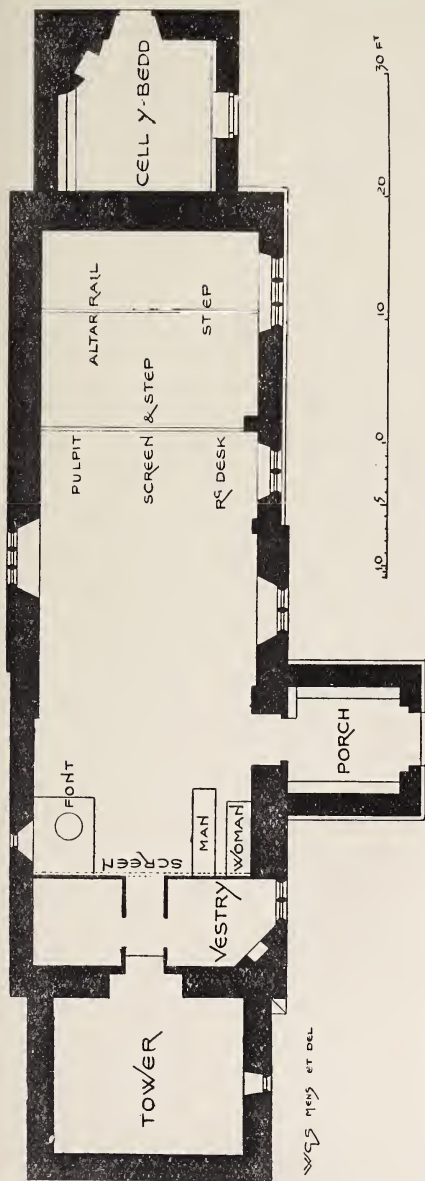 TOWER
VESTRY
SCREEN
FONT
MAN
WOMAN
PORCH
PULPIT
SCREEN & STEP
RG DESK
ALTAR RAIL
STEP
CELL Y-BEDD
WGS MENS ET DEL
10 5 0 10 20 30 FT